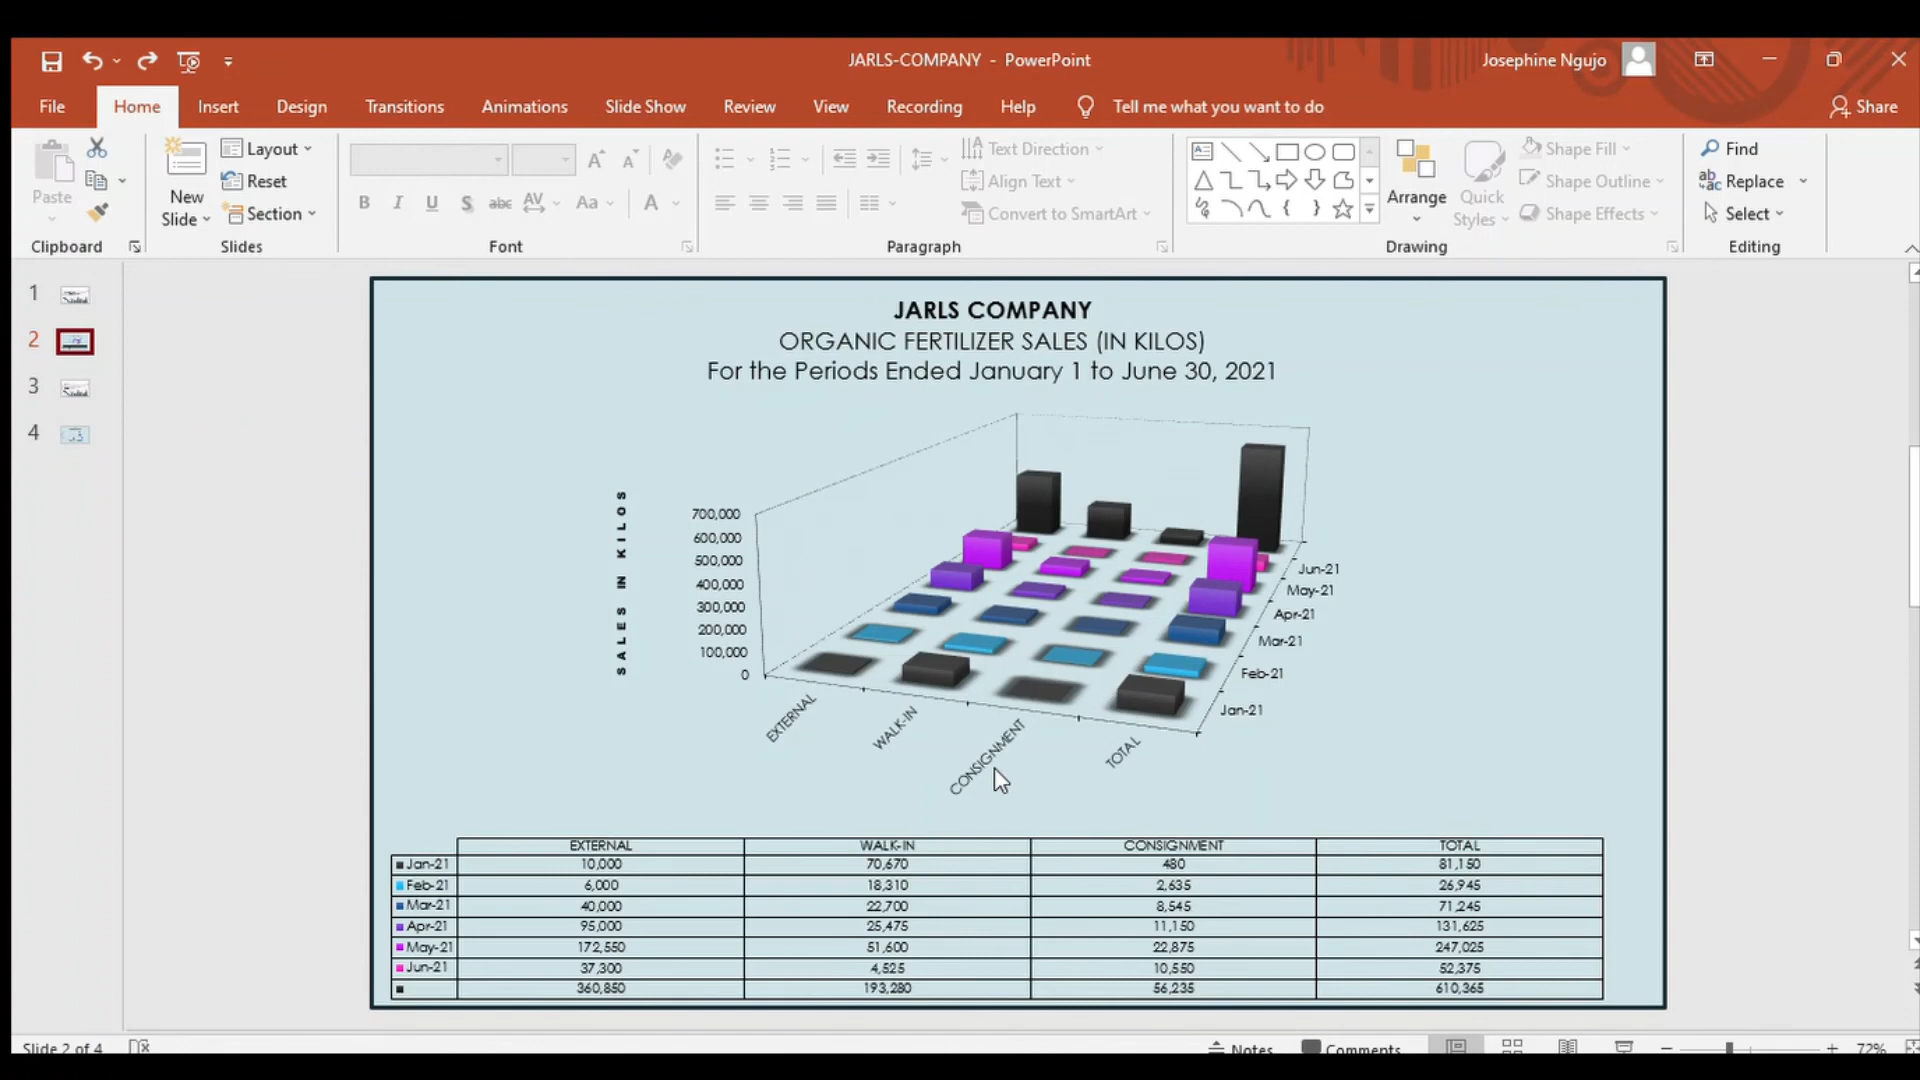 JARLS-COMPANY - PowerPoint
Josephine Ngujo
File Home Insert Design Transitions Animations Slide Show Review View Recording Help Tell me what you want to do Share
Paste
New Slide
Layout
Reset
Section
B I U S abc AV Aa A
Text Direction
Align Text
Convert to SmartArt
Arrange
Quick Styles
Shape Fill
Shape Outline
Shape Effects
Find
Replace
Select
Clipboard Slides Font Paragraph Drawing Editing
1
2
3
4
JARLS COMPANY
ORGANIC FERTILIZER SALES (IN KILOS)
For the Periods Ended January 1 to June 30, 2021
SALES IN KILOS
700,000
600,000
500,000
400,000
300,000
200,000
100,000
0
Jun-21
May-21
Apr-21
Mar-21
Feb-21
Jan-21
EXTERNAL
WALK-IN
CONSIGNMENT
TOTAL
EXTERNAL WALK-IN CONSIGNMENT TOTAL
Jan-21 10,000 70,670 480 81,150
Feb-21 6,000 18,310 2,635 26,945
Mar-21 40,000 22,700 8,545 71,245
Apr-21 95,000 25,475 11,150 131,625
May-21 172,550 51,600 22,875 247,025
Jun-21 37,300 4,525 10,550 52,375
360,850 193,280 56,235 610,365
Slide 2 of 4 Notes Comments 72%